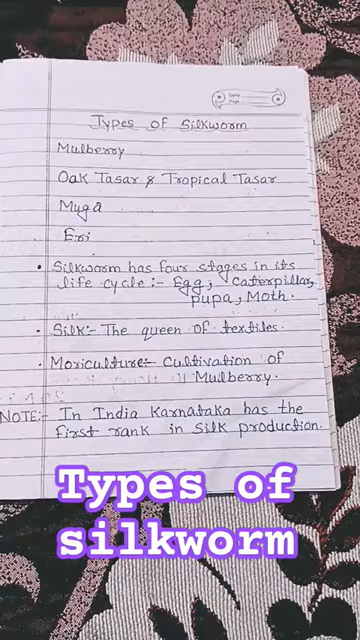 Types of Silkworm
Mulberry
Oak Tasar & Tropical Tasar
Muga
Eri
• Silkworm has four stages in its
life cycle :- Egg, Caterpillar,
pupa, Moth.
• Silk:- The queen of textiles.
• Moriculture:- Cultivation of
Mulberry.
NOTE:- In India Karnataka has the
first rank in silk production.
Types of
silkworm